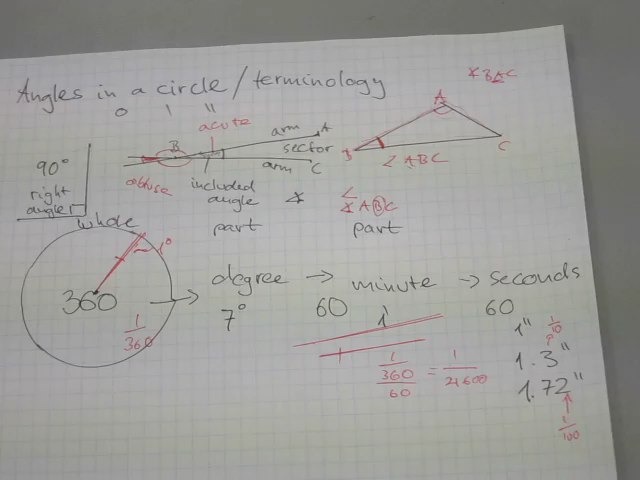 Angles in a circle/terminology
° ' "
∡BAC
acute
A
arm
sector
B
arm
C
90°
right
angle
obtuse
included
angle
part
∡
∠
∡ABC
part
A
B
C
∠ABC
whole
1°
360
1/360
degree → minute → seconds
7°
60
60
1"
1/10
1.3"
1.72"
1/100
1/360/60 = 1/21600